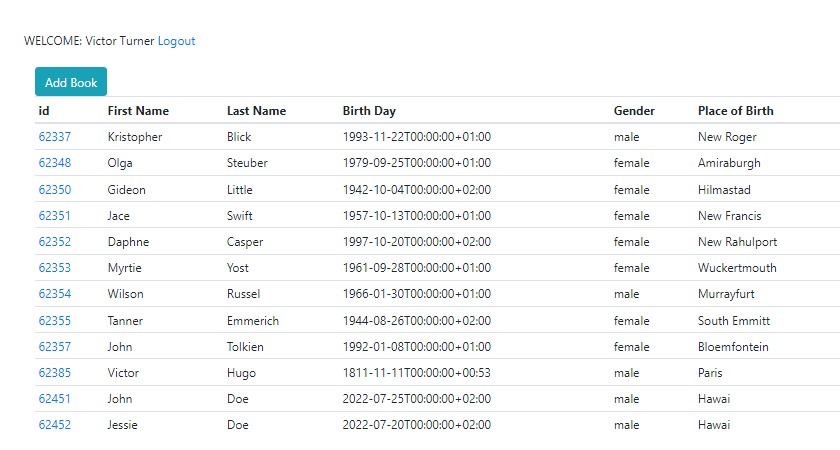 WELCOME: Victor Turner Logout
Add Book
id First Name Last Name Birth Day Gender Place of Birth
62337 Kristopher Blick 1993-11-22T00:00:00+01:00 male New Roger
62348 Olga Steuber 1979-09-25T00:00:00+01:00 female Amiraburgh
62350 Gideon Little 1942-10-04T00:00:00+02:00 female Hilmastad
62351 Jace Swift 1957-10-13T00:00:00+01:00 female New Francis
62352 Daphne Casper 1997-10-20T00:00:00+02:00 female New Rahulport
62353 Myrtie Yost 1961-09-28T00:00:00+01:00 female Wuckertmouth
62354 Wilson Russel 1966-01-30T00:00:00+01:00 male Murrayfurt
62355 Tanner Emmerich 1944-08-26T00:00:00+02:00 female South Emmitt
62357 John Tolkien 1992-01-08T00:00:00+01:00 female Bloemfontein
62385 Victor Hugo 1811-11-11T00:00:00+00:53 male Paris
62451 John Doe 2022-07-25T00:00:00+02:00 male Hawai
62452 Jessie Doe 2022-07-20T00:00:00+02:00 male Hawai